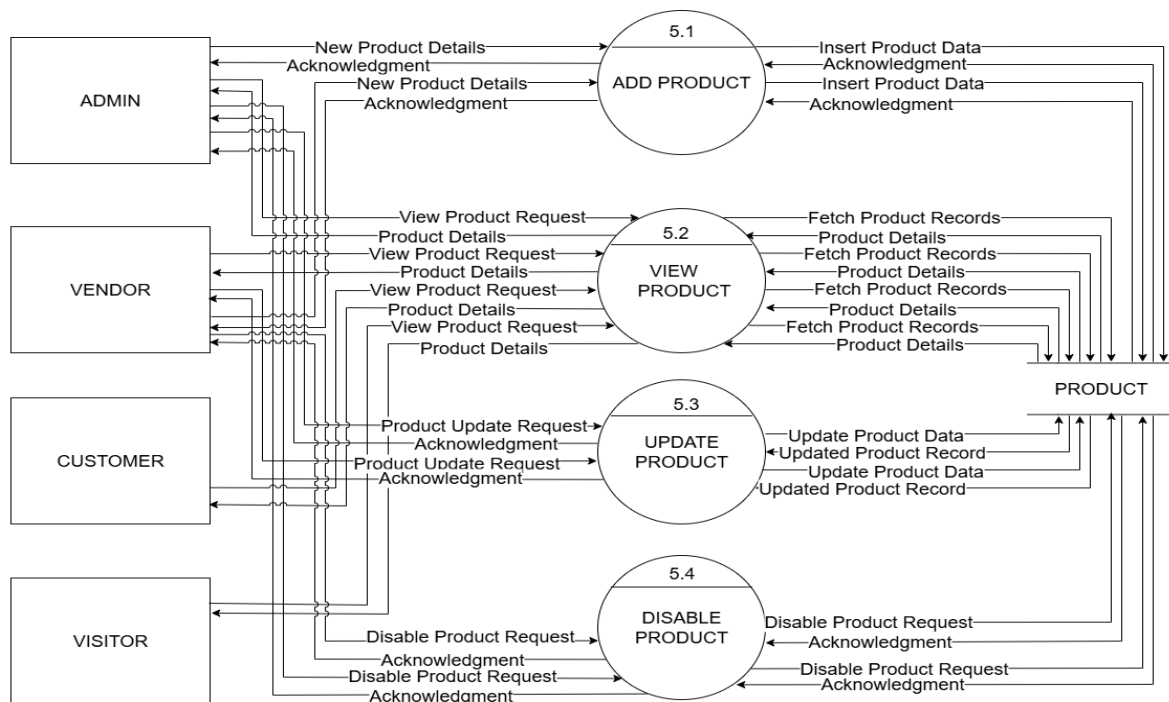 5.1
New Product Details
Insert Product Data
Acknowledgment
Acknowledgment
ADMIN
New Product Details
ADD PRODUCT
Insert Product Data
Acknowledgment
Acknowledgment
View Product Request
Fetch Product Records
5.2
Product Details
Product Details
View Product Request
Fetch Product Records
VENDOR
Product Details
VIEW
PRODUCT
Product Details
View Product Request
Fetch Product Records
Product Details
Product Details
View Product Request
Fetch Product Records
Product Details
Product Details
PRODUCT
5.3
Product Update Request
Update Product Data
Acknowledgment
UPDATE
PRODUCT
Updated Product Record
CUSTOMER
Product Update Request
Update Product Data
Acknowledgment
Updated Product Record
5.4
Disable Product Request
DISABLE
PRODUCT
Disable Product Request
VISITOR
Acknowledgment
Acknowledgment
Disable Product Request
Disable Product Request
Acknowledgment
Acknowledgment